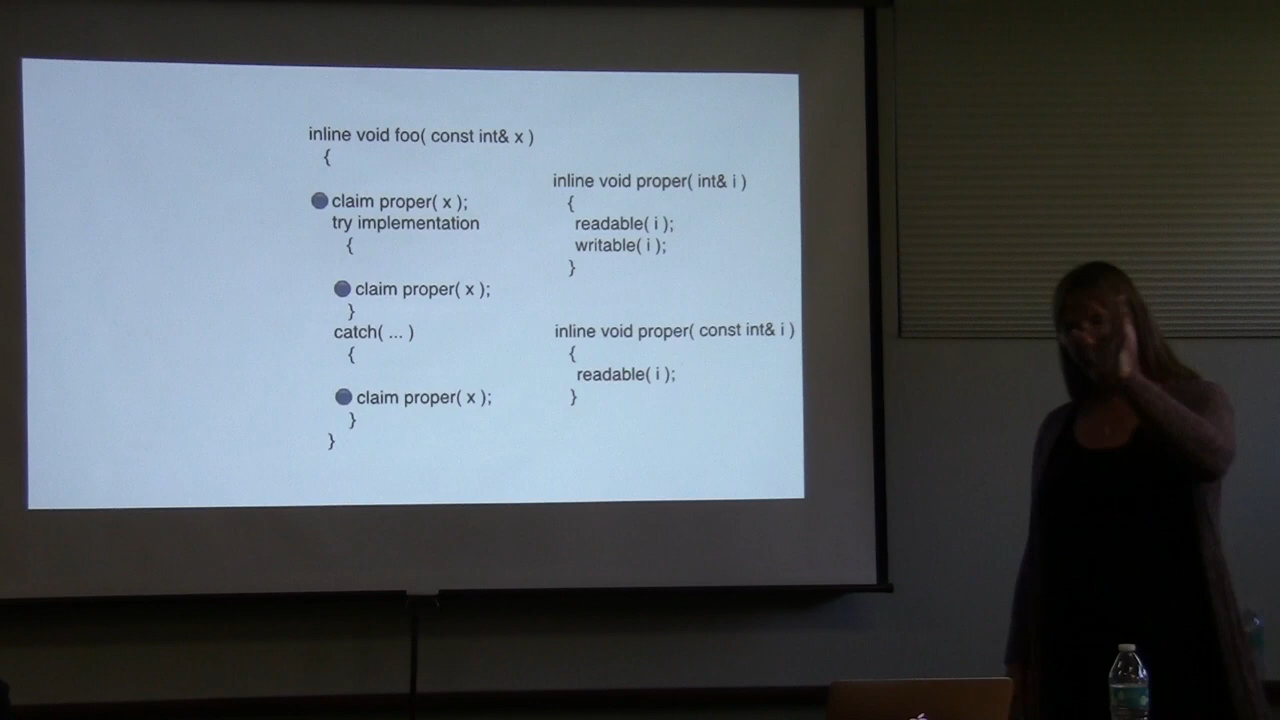 inline void foo( const int& x )
{
claim proper( x );
try implementation
{
claim proper( x );
}
catch( ... )
{
claim proper( x );
}
}
inline void proper( int& i )
{
readable( i );
writable( i );
}
inline void proper( const int& i )
{
readable( i );
}